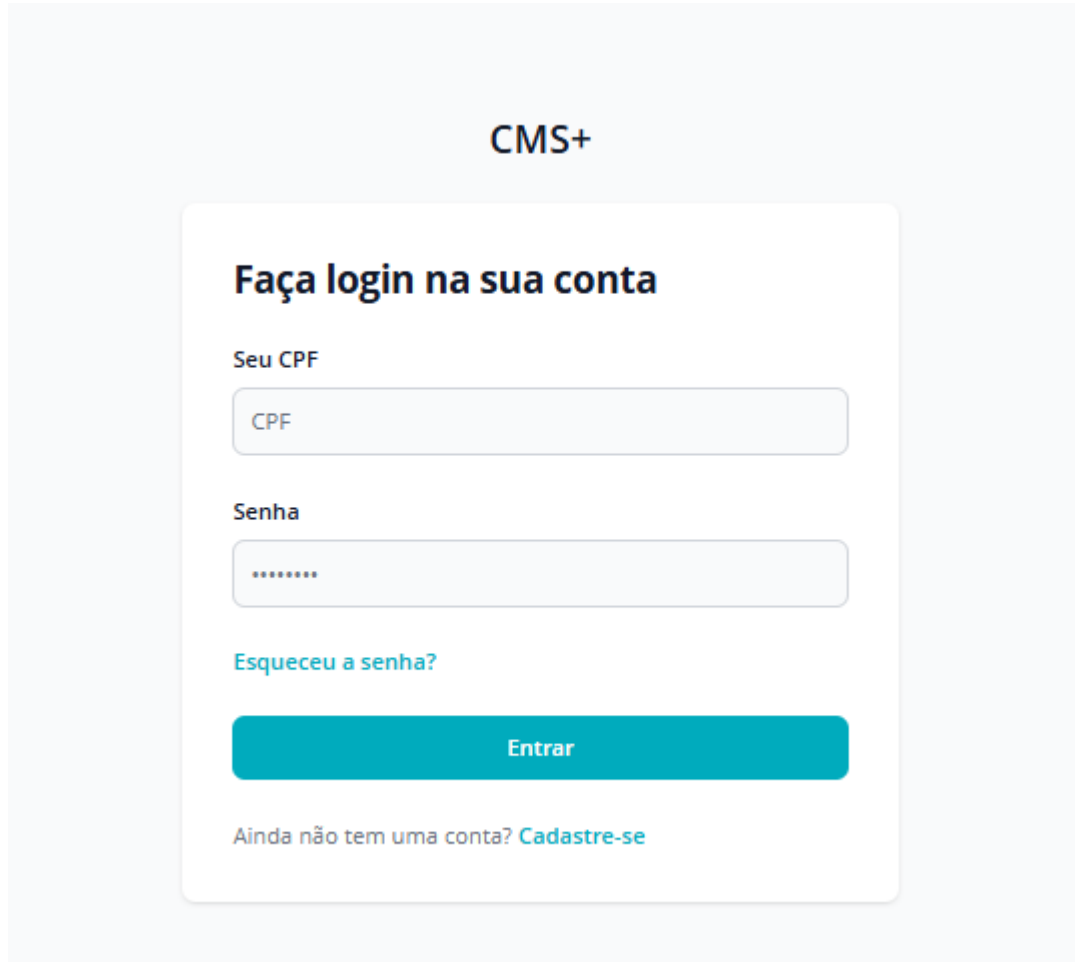 CMS+
Faça login na sua conta
Seu CPF
CPF
Senha
••••••••
Esqueceu a senha?
Entrar
Ainda não tem uma conta? Cadastre-se